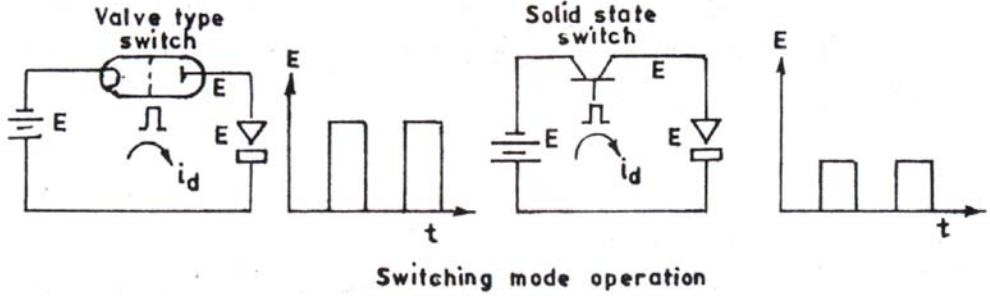 Valve type
switch
E
E
E
i_d
E
t
Solid state
switch
E
E
E
i_d
E
t
Switching mode operation